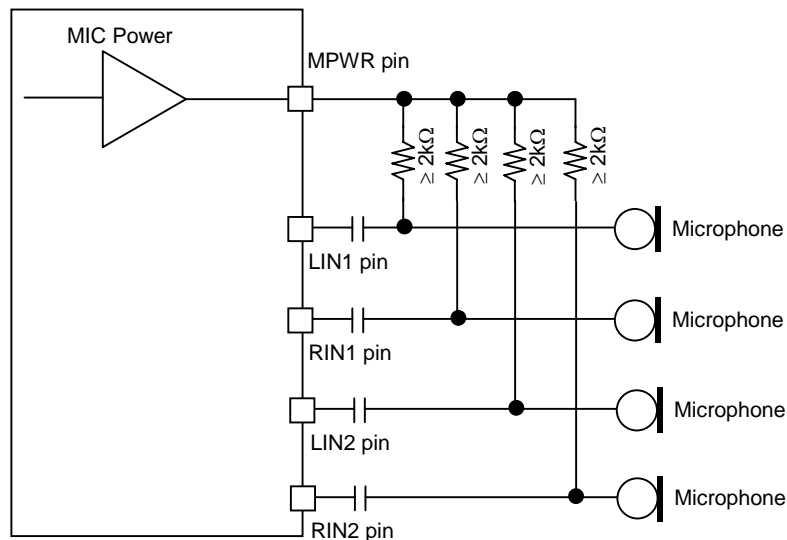 MIC Power
MPWR pin
≥ 2kΩ
≥ 2kΩ
≥ 2kΩ
≥ 2kΩ
Microphone
LIN1 pin
Microphone
RIN1 pin
Microphone
LIN2 pin
Microphone
RIN2 pin